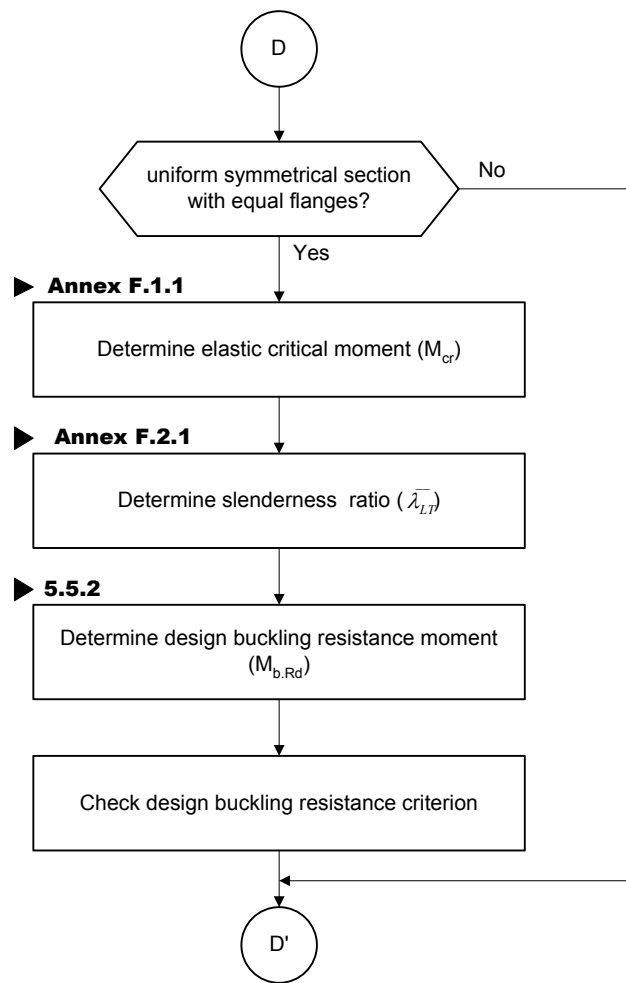 D
uniform symmetrical section
with equal flanges?
No
Yes
Annex F.1.1
Determine elastic critical moment (Mcr)
Annex F.2.1
Determine slenderness ratio ( λ̅LT)
5.5.2
Determine design buckling resistance moment
(Mb.Rd)
Check design buckling resistance criterion
D'